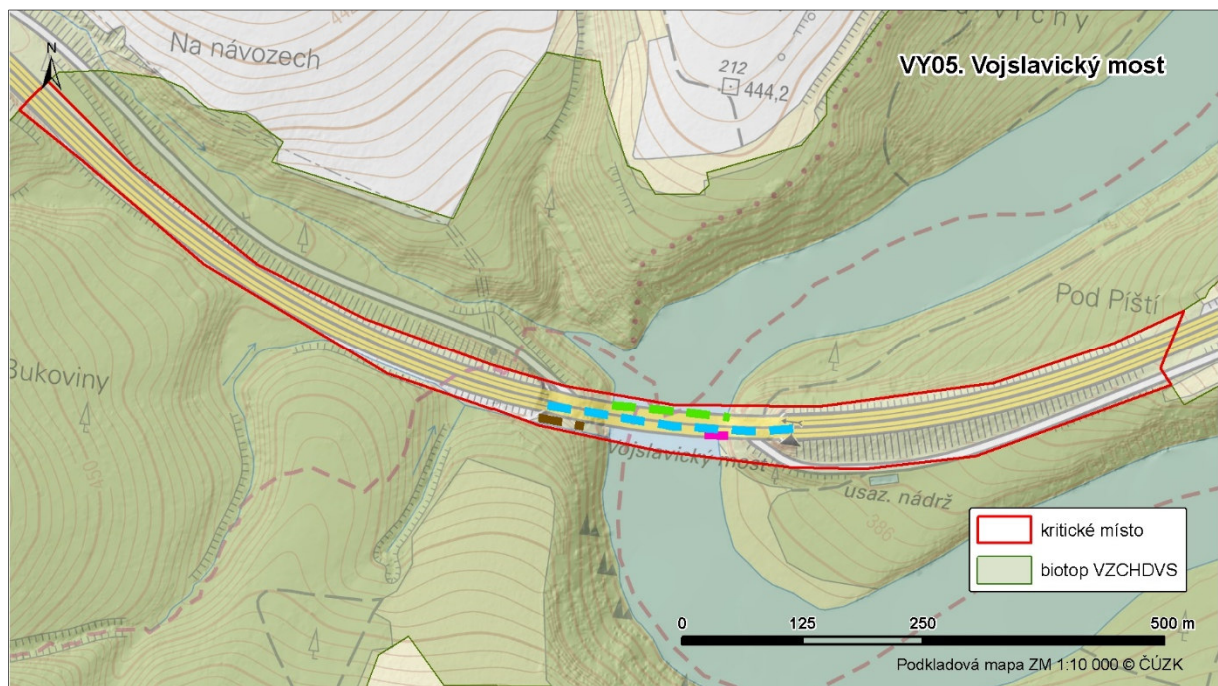 N
Na návozech
212
444,2
VY05. Vojslavický most
Bukoviny
Pod Píští
Vojslavický most
usaz. nádrž
386
kritické místo
biotop VZCHDVS
0 125 250 500 m
Podkladová mapa ZM 1:10 000 © ČÚZK